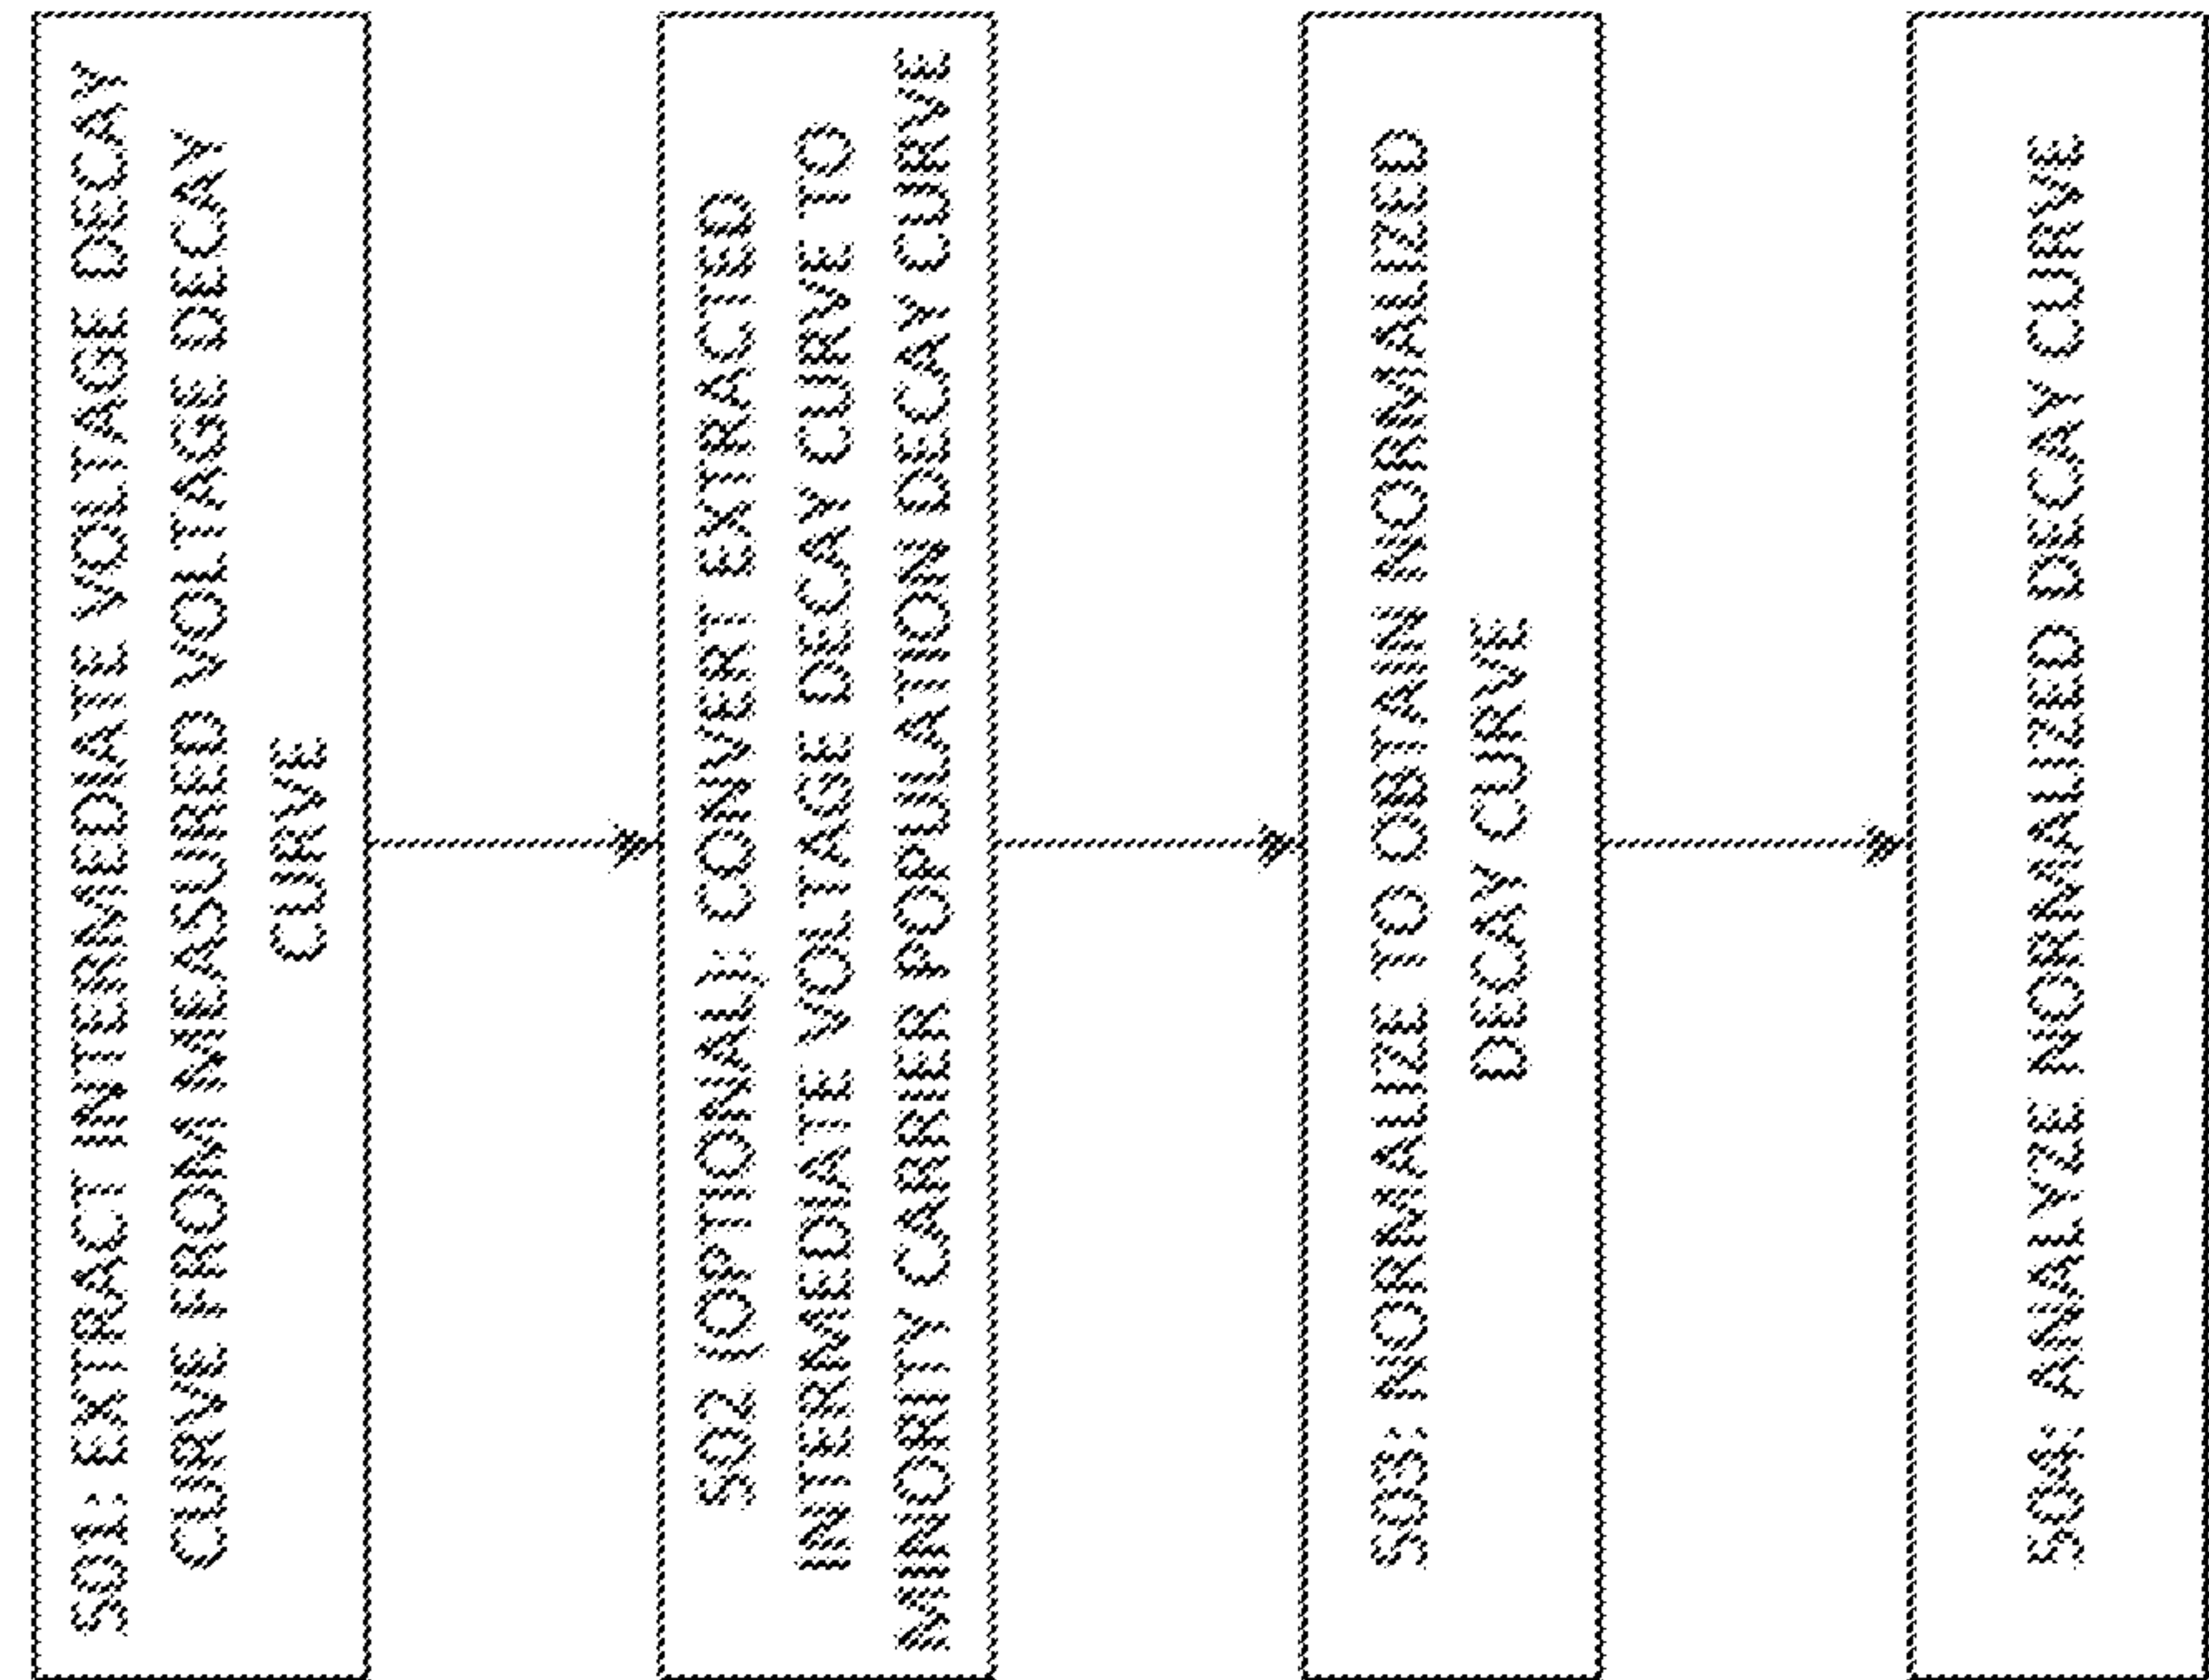 S01: EXTRACT INTERMEDIATE VOLTAGE DECAY
CURVE FROM MEASURED VOLTAGE DECAY
CURVE
S02 (OPTIONAL): CONVERT EXTRACTED
INTERMEDIATE VOLTAGE DECAY CURVE TO
MINORITY CARRIER POPULATION DECAY CURVE
S03: NORMALIZE TO OBTAIN NORMALIZED
DECAY CURVE
S04: ANALYZE NORMALIZED DECAY CURVE